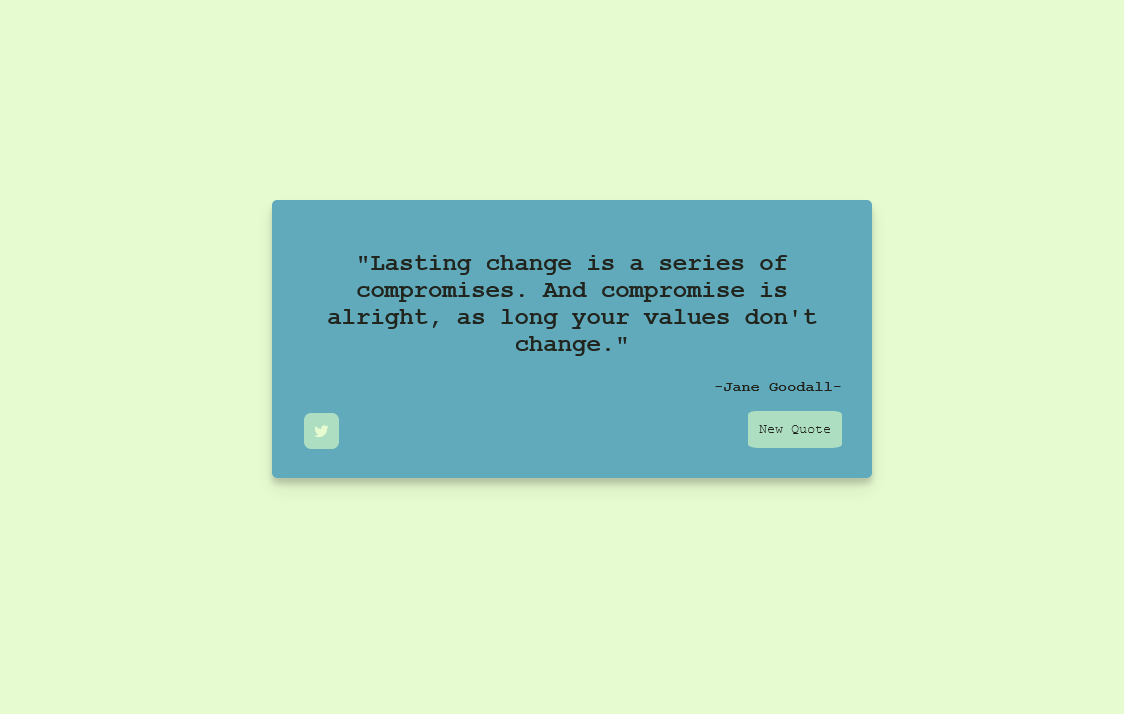 "Lasting change is a series of
compromises. And compromise is
alright, as long your values don't
change."
-Jane Goodall-
New Quote